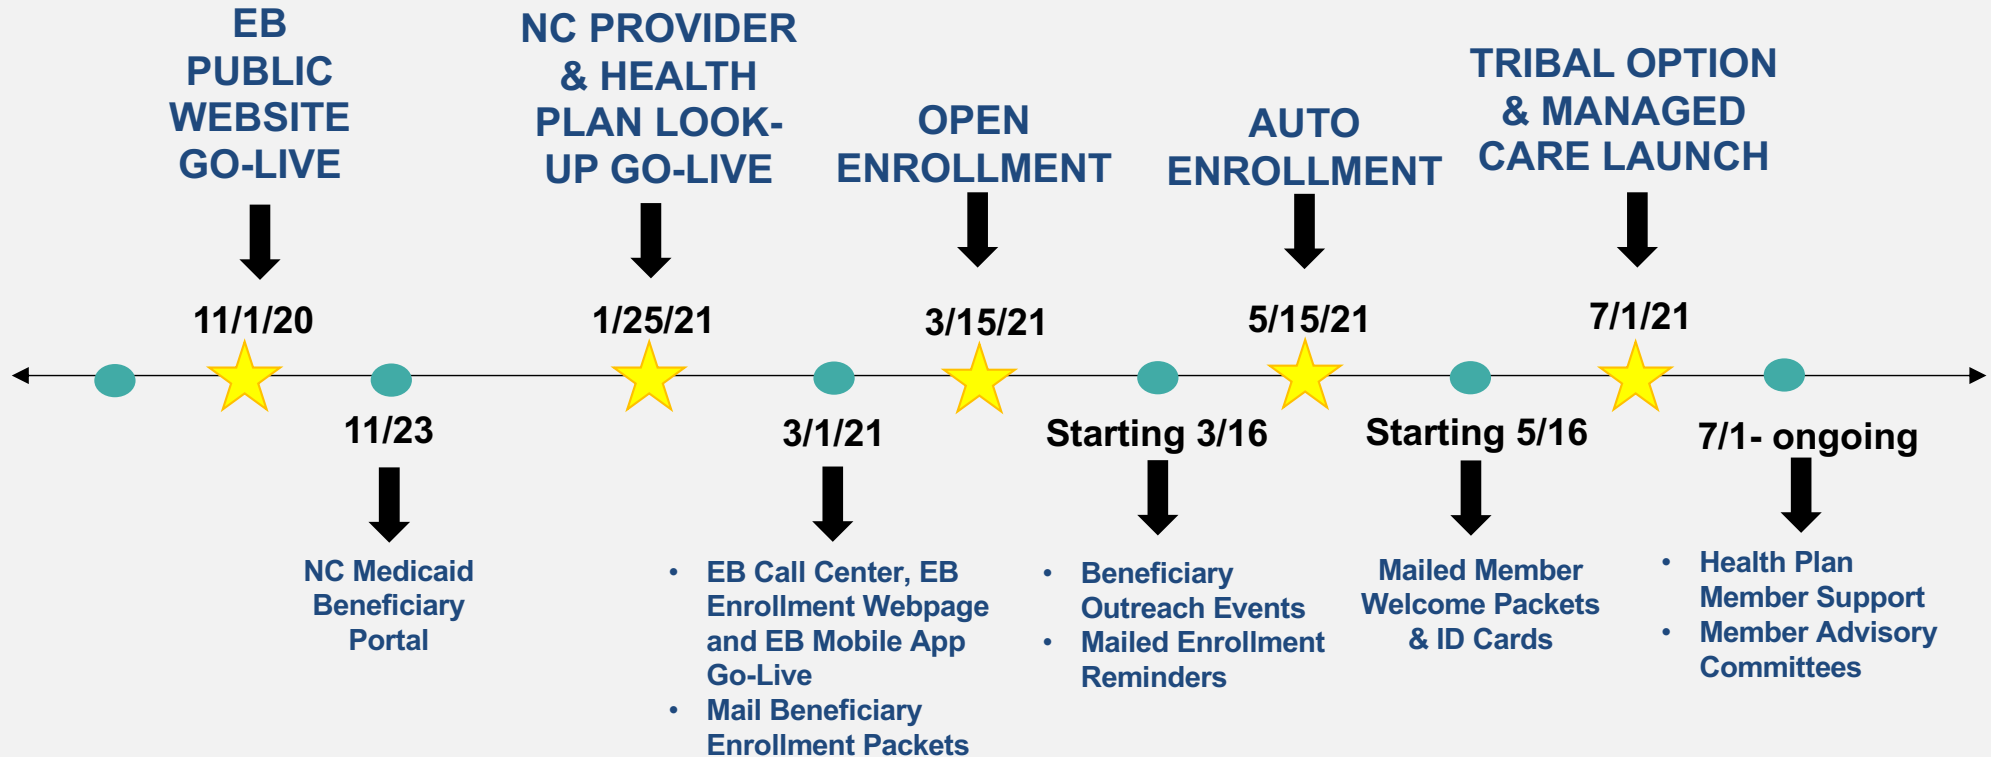 EB
PUBLIC
WEBSITE
GO-LIVE
NC PROVIDER
& HEALTH
PLAN LOOK-
UP GO-LIVE
OPEN
ENROLLMENT
AUTO
ENROLLMENT
TRIBAL OPTION
& MANAGED
CARE LAUNCH
11/1/20
1/25/21
3/15/21
5/15/21
7/1/21
11/23
3/1/21
Starting 3/16
Starting 5/16
7/1- ongoing
NC Medicaid
Beneficiary
Portal
• EB Call Center, EB
Enrollment Webpage
and EB Mobile App
Go-Live
• Mail Beneficiary
Enrollment Packets
• Beneficiary
Outreach Events
• Mailed Enrollment
Reminders
Mailed Member
Welcome Packets
& ID Cards
• Health Plan
Member Support
• Member Advisory
Committees